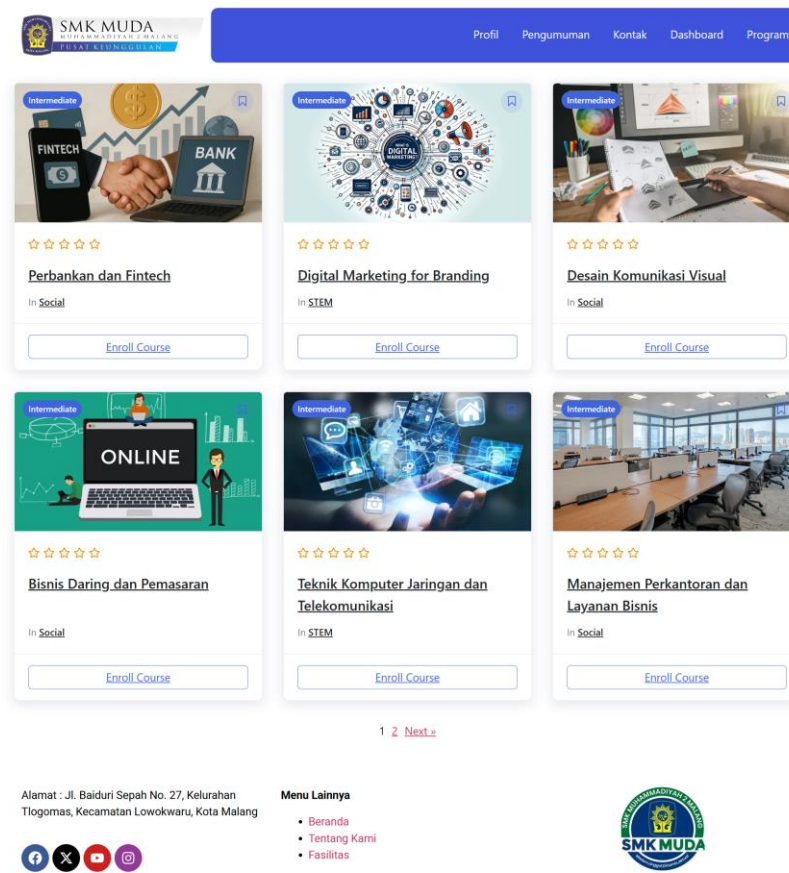 SMK MUDA
MUHAMMADIYAH 2 MALANG
PUSAT KEUNGGULAN
Profil
Pengumuman
Kontak
Dashboard
Program
Intermediate
FINTECH
BANK
Perbankan dan Fintech
In Social
Enroll Course
Intermediate
DIGITAL
MARKETING
Digital Marketing for Branding
In STEM
Enroll Course
Intermediate
Desain Komunikasi Visual
In Social
Enroll Course
Intermediate
ONLINE
Bisnis Daring dan Pemasaran
In Social
Enroll Course
Intermediate
Teknik Komputer Jaringan dan
Telekomunikasi
In STEM
Enroll Course
Intermediate
Manajemen Perkantoran dan
Layanan Bisnis
In Social
Enroll Course
1 2 Next »
Alamat : Jl. Baiduri Sepah No. 27, Kelurahan
Tlogomas, Kecamatan Lowokwaru, Kota Malang
Menu Lainnya
Beranda
Tentang Kami
Fasilitas
SMK MUHAMMADIYAH 2 MALANG
SMK MUDA